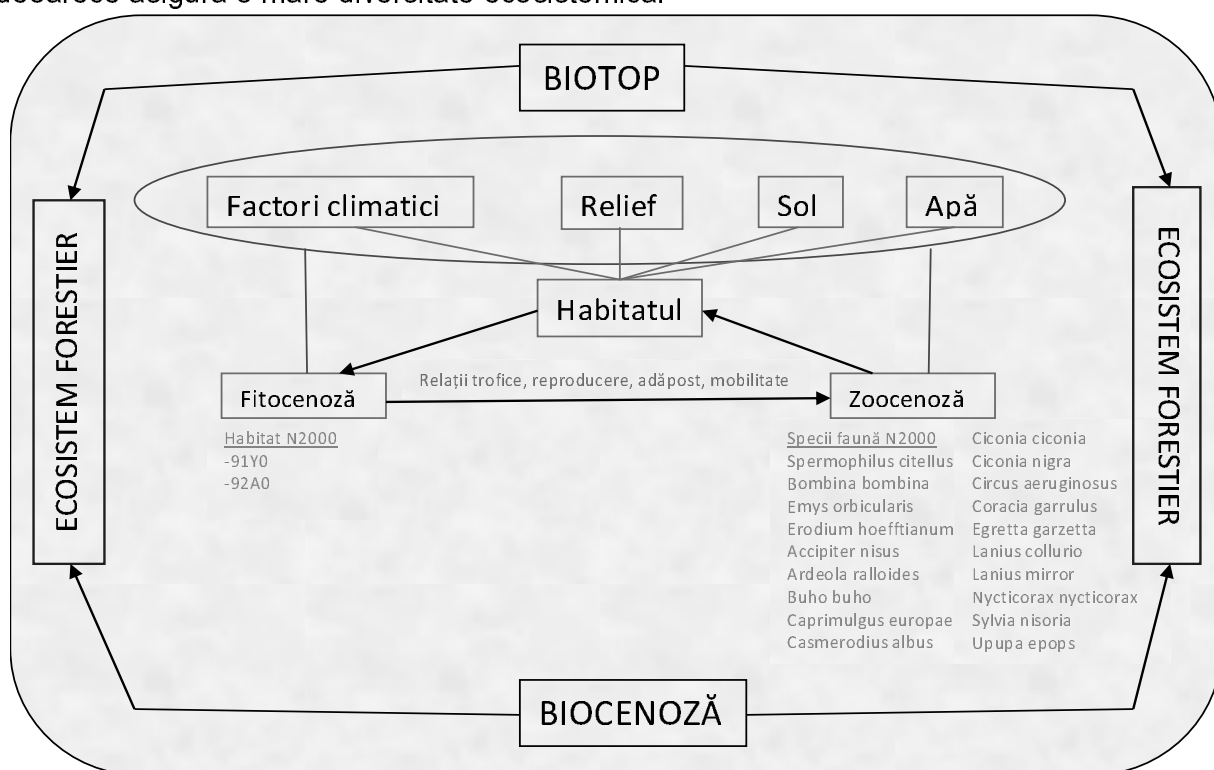 BIOTOP
Factori climatici
Relief
Sol
Apă
Habitatul
ECOSISTEM FORESTIER
ECOSISTEM FORESTIER
Relații trofice, reproducere, adăpost, mobilitate
Fitocenoză
Zoocenoză
Habitat N2000
-91Y0
-92A0
Specii faună N2000
Spermophilus citellus
Bombina bombina
Emys orbicularis
Erodium hoefftianum
Accipiter nisus
Ardeola ralloides
Buho buho
Caprimulgus europae
Casmerodius albus
Ciconia ciconia
Ciconia nigra
Circus aeruginosus
Coracia garrulus
Egretta garzetta
Lanius collurio
Lanius mirror
Nycticorax nycticorax
Sylvia nisoria
Upupa epops
BIOCENOZĂ